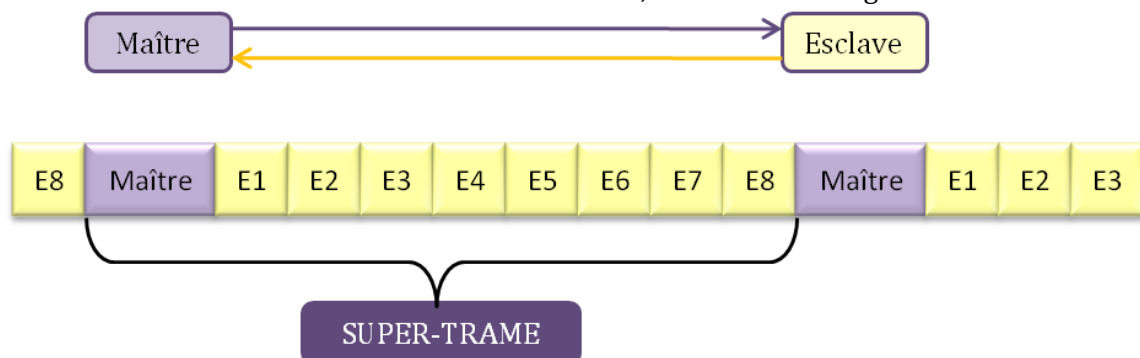 Maître Esclave
E8 Maître E1 E2 E3 E4 E5 E6 E7 E8 Maître E1 E2 E3
SUPER-TRAME